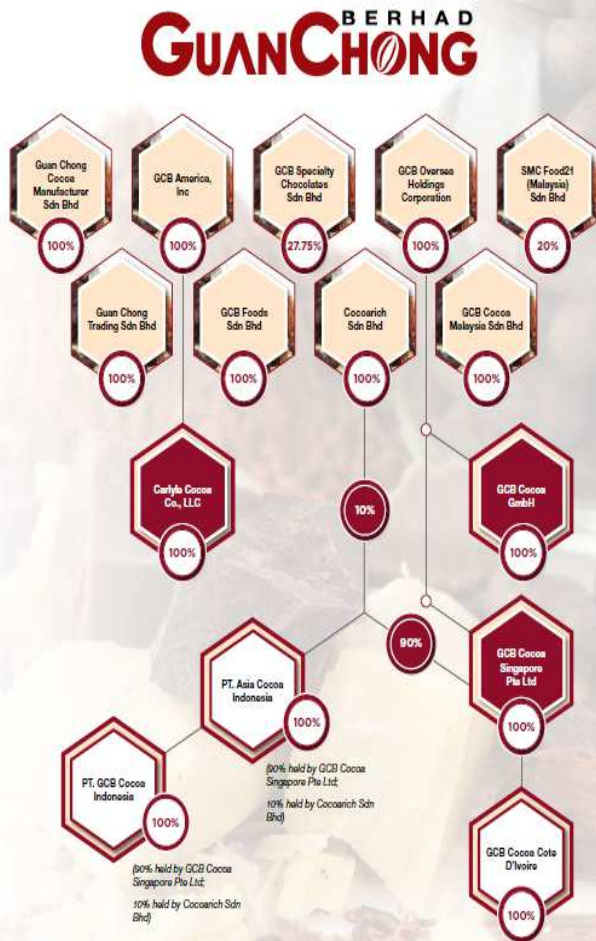 BERHAD
GUANCHONG
Guan Chong
Cocoa
Manufacturer
Sdn Bhd
100%
GCB America,
Inc
100%
GCB Specialty
Chocolates
Sdn Bhd
27.75%
GCB Oversea
Holdings
Corporation
100%
SMC Food21
(Malaysia)
Sdn Bhd
20%
Guan Chong
Trading Sdn Bhd
100%
GCB Foods
Sdn Bhd
100%
Cocoarich
Sdn Bhd
100%
GCB Cocoa
Malaysia Sdn Bhd
100%
Carlyle Cocoa
Co., LLC
100%
10%
GCB Cocoa
GmbH
100%
90%
GCB Cocoa
Singapore
Pte Ltd
100%
PT. Asia Cocoa
Indonesia
100%
(90% held by GCB Cocoa
Singapore Pte Ltd;
10% held by Cocoarich Sdn
Bhd)
PT. GCB Cocoa
Indonesia
100%
(90% held by GCB Cocoa
Singapore Pte Ltd;
10% held by Cocoarich Sdn
Bhd)
GCB Cocoa Cote
D'Ivoire
100%